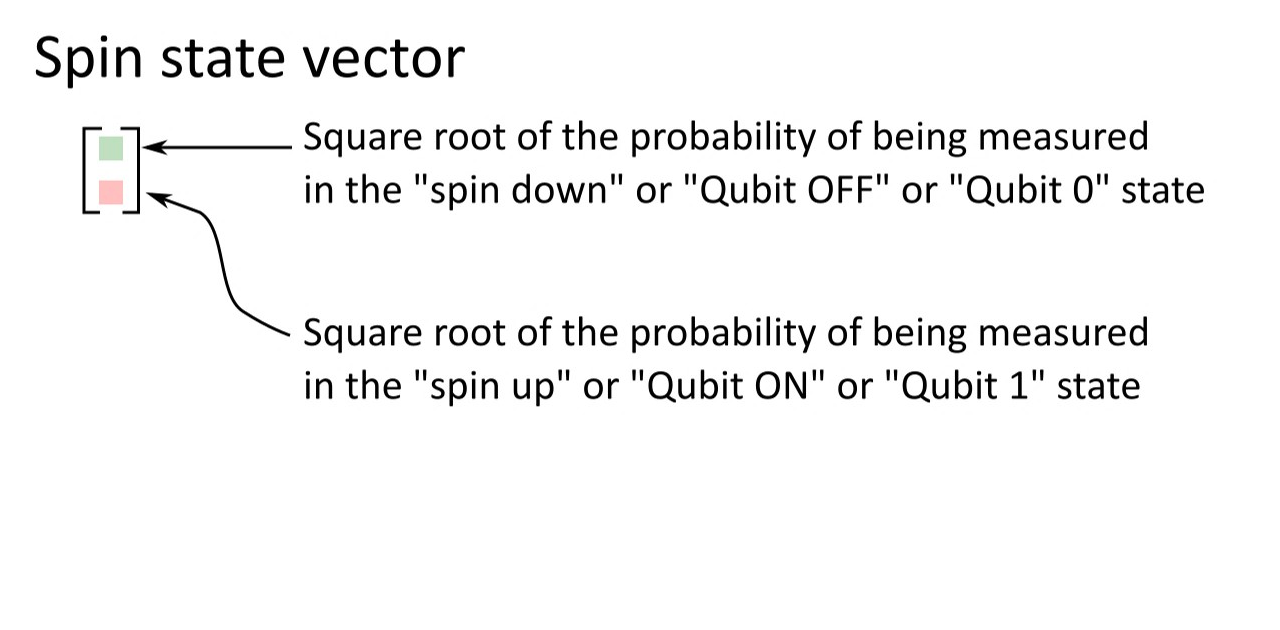 Spin state vector
Square root of the probability of being measured
in the "spin down" or "Qubit OFF" or "Qubit 0" state
Square root of the probability of being measured
in the "spin up" or "Qubit ON" or "Qubit 1" state